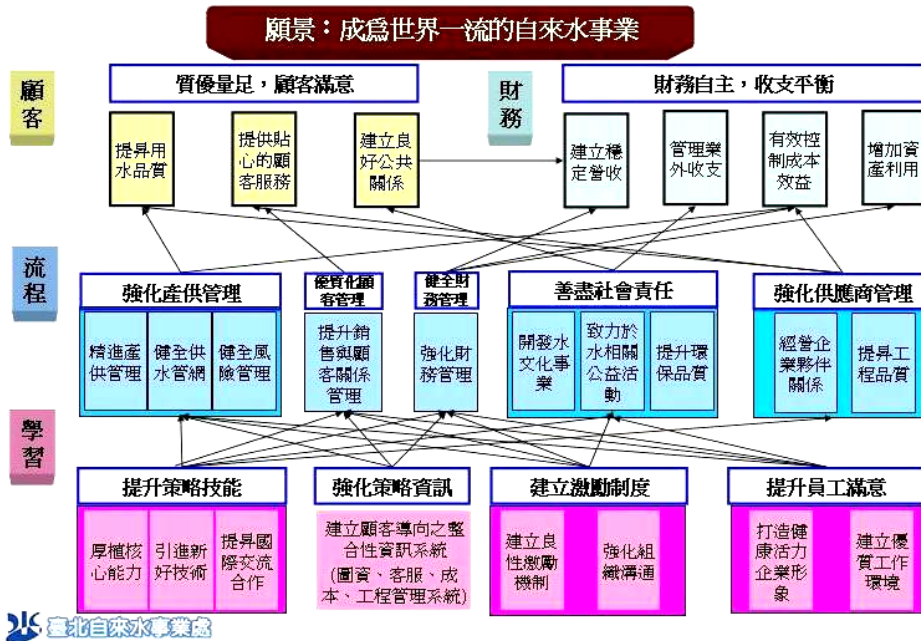 願景：成為世界一流的自來水事業
顧客
質優量足，顧客滿意
財務
財務自主，收支平衡
提昇用
水品質
提供貼
心的顧
客服務
建立良
好公共
關係
建立穩
定營收
管理業
外收支
有效控
制成本
效益
增加資
產利用
流程
強化產供管理
優質化顧
客管理
健全財
務管理
善盡社會責任
強化供應商管理
精進產
供管理
健全供
水管網
健全風
險管理
提升銷
售與顧
客關係
管理
強化財
務管理
開發水
文化事
業
致力於
水相關
公益活
動
提升環
保品質
經營企
業夥伴
關係
提昇工
程品質
學習
提升策略技能
強化策略資訊
建立激勵制度
提升員工滿意
厚植核
心能力
引進新
好技術
提昇國
際交流
合作
建立顧客導向之整
合性資訊系統
(圖資、客服、成
本、工程管理系統)
建立良
性激勵
機制
強化組
織溝通
打造健
康活力
企業形
象
建立優
質工作
環境
臺北自來水事業處